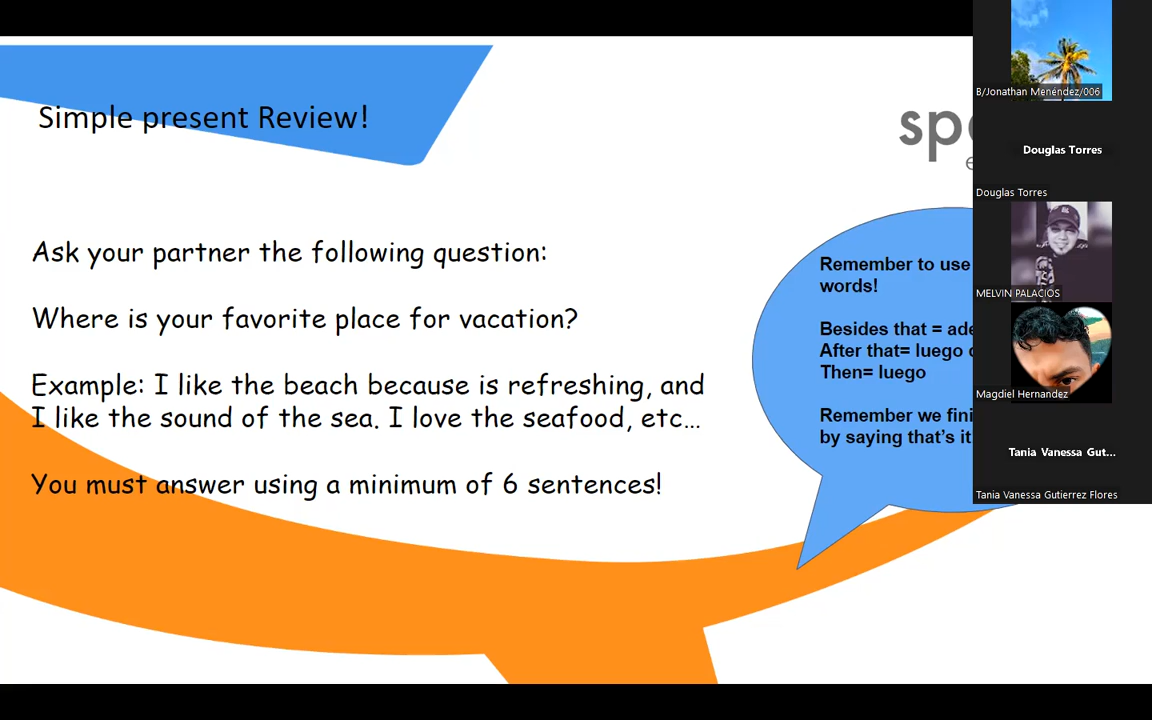 Simple present Review!
Ask your partner the following question:
Where is your favorite place for vacation?
Example: I like the beach because is refreshing, and
I like the sound of the sea. I love the seafood, etc...
You must answer using a minimum of 6 sentences!
Remember to use
words!
Besides that =
After that= luego
Then= luego
Remember we
by saying that's it
B/Jonathan Menendez/006
Douglas Torres
Douglas Torres
MELVIN PALACIOS
Magdiel Hernandez
Tania Vanessa Gut...
Tania Vanessa Gutierrez Flores